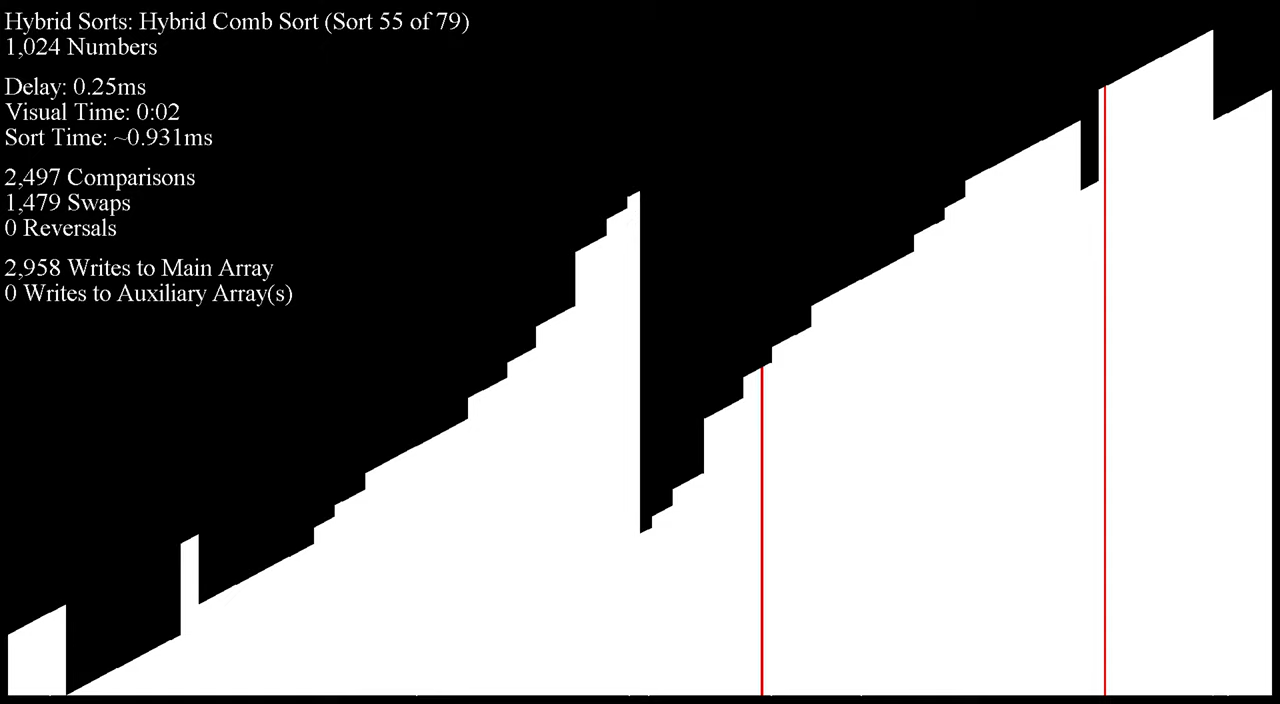 Hybrid Sorts: Hybrid Comb Sort (Sort 55 of 79)
1,024 Numbers
Delay: 0.25ms
Visual Time: 0:02
Sort Time: ~0.931ms
2,497 Comparisons
1,479 Swaps
0 Reversals
2,958 Writes to Main Array
0 Writes to Auxiliary Array(s)